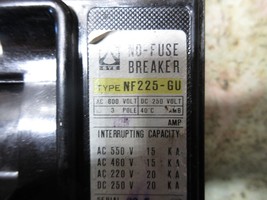 NO-FUSE
BREAKER
TYPE NF225-GU
AC 600 VOLT DC 250 VOLT
3 POLE 40°C
AMP
INTERRUPTING CAPACITY
AC 550 V 15 KA
AC 460 V 15 KA
AC 220 V 20 KA
DC 250 V 20 KA
SERIAL